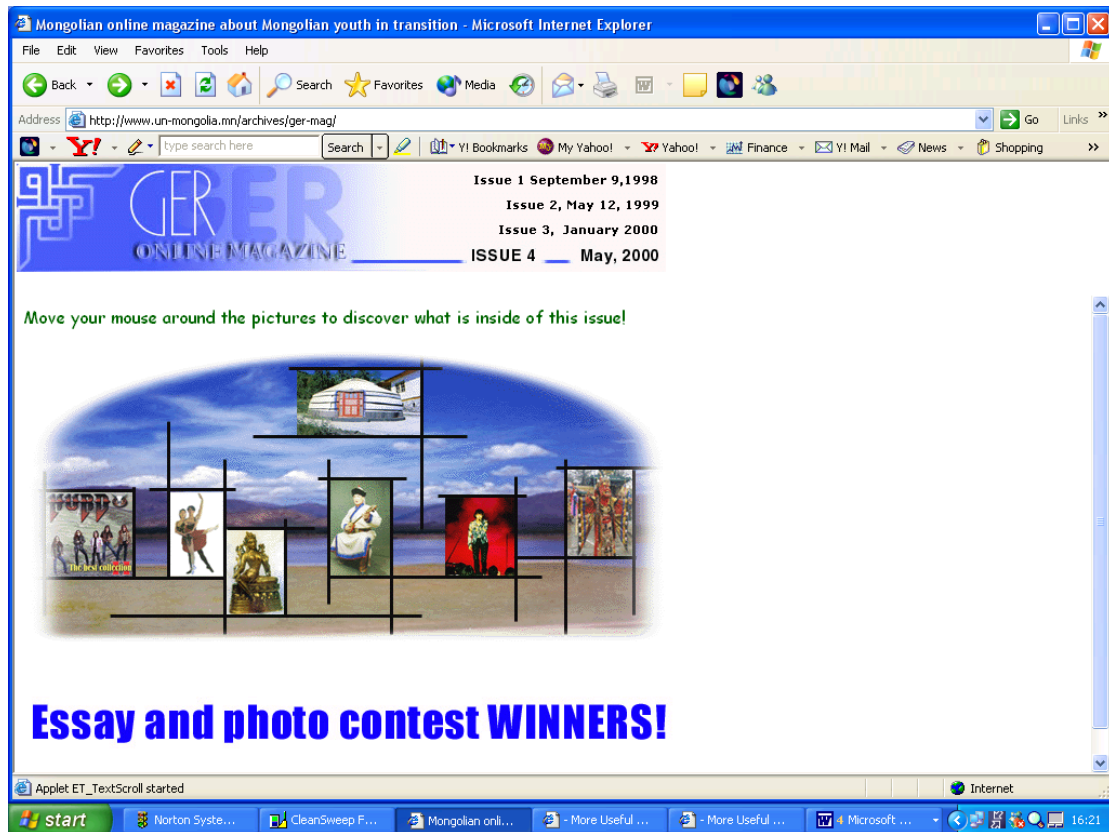 Mongolian online magazine about Mongolian youth in transition - Microsoft Internet Explorer
File Edit View Favorites Tools Help
Back Search Favorites Media
Address http://www.un-mongolia.mn/archives/ger-mag/ Go Links »
Y! type search here Search Y! Bookmarks My Yahoo! Yahoo! Finance Y! Mail News Shopping »
GER
ONLINE MAGAZINE
Issue 1 September 9,1998
Issue 2, May 12, 1999
Issue 3, January 2000
ISSUE 4 May, 2000
Move your mouse around the pictures to discover what is inside of this issue!
The best collection
Essay and photo contest WINNERS!
Applet ET_TextScroll started Internet
start Norton Syste... CleanSweep F... Mongolian onli... - More Useful ... - More Useful ... 4 Microsoft ... 16:21